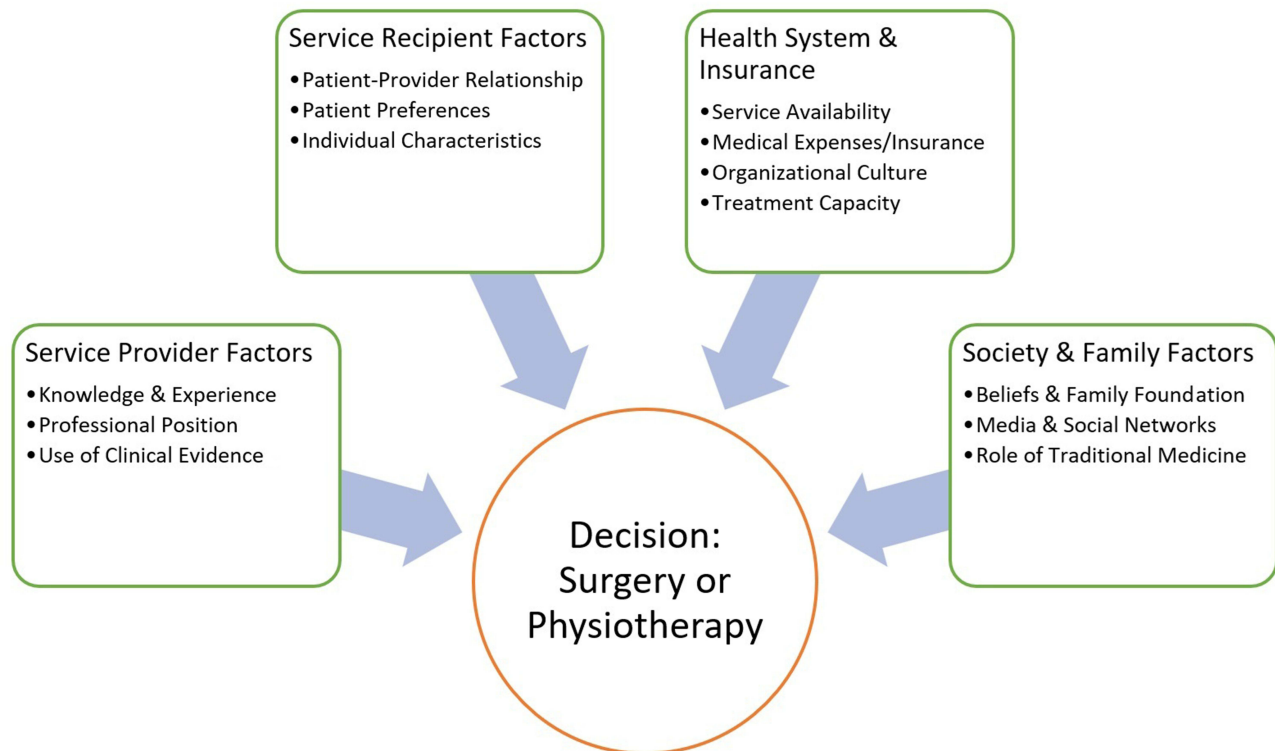 Service Recipient Factors
•Patient-Provider Relationship
•Patient Preferences
•Individual Characteristics
Health System &
Insurance
•Service Availability
•Medical Expenses/Insurance
•Organizational Culture
•Treatment Capacity
Service Provider Factors
•Knowledge & Experience
•Professional Position
•Use of Clinical Evidence
Society & Family Factors
•Beliefs & Family Foundation
•Media & Social Networks
•Role of Traditional Medicine
Decision:
Surgery or
Physiotherapy